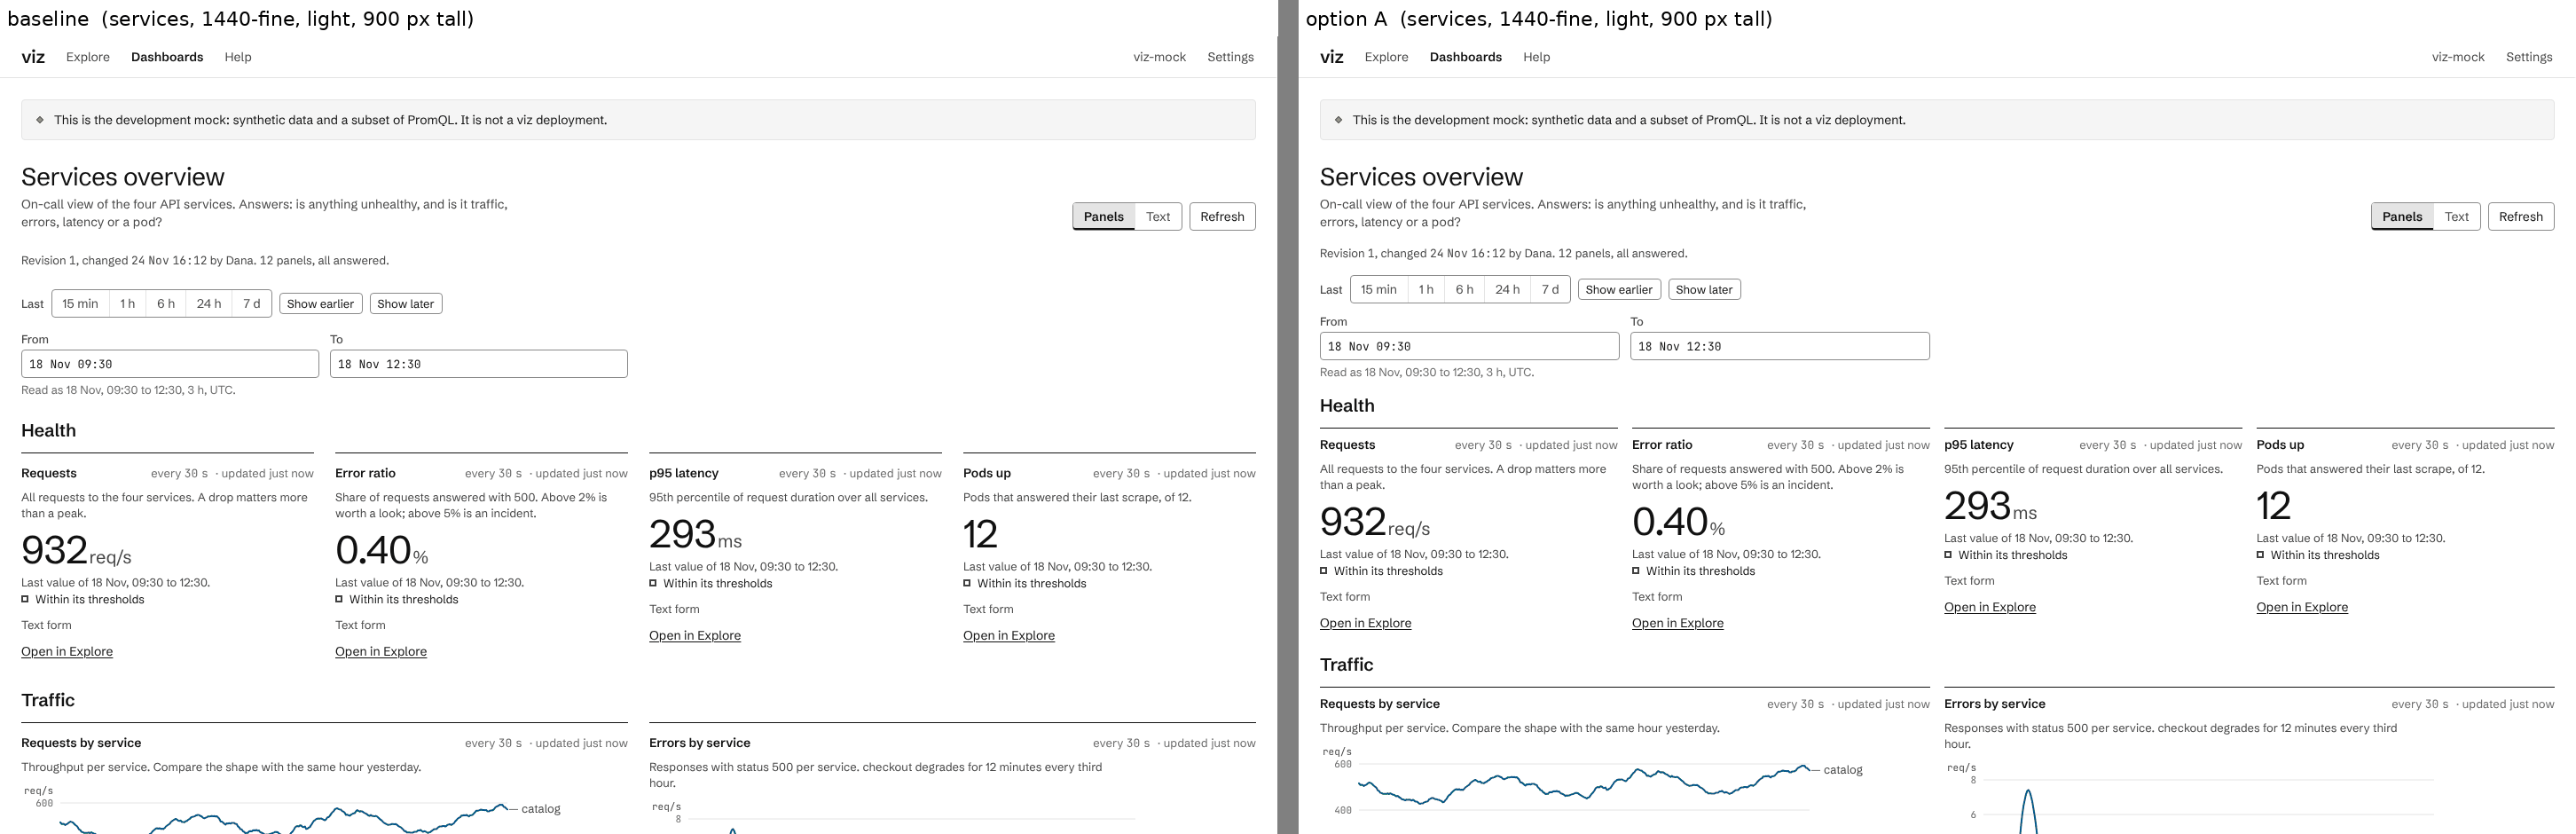 baseline  (services, 1440-fine, light, 900 px tall)
viz Explore Dashboards Help viz-mock Settings
◆ This is the development mock: synthetic data and a subset of PromQL. It is not a viz deployment.
Services overview
On-call view of the four API services. Answers: is anything unhealthy, and is it traffic,
errors, latency or a pod?
Panels Text Refresh
Revision 1, changed 24 Nov 16:12 by Dana. 12 panels, all answered.
Last 15 min 1 h 6 h 24 h 7 d Show earlier Show later
From To
18 Nov 09:30 18 Nov 12:30
Read as 18 Nov, 09:30 to 12:30, 3 h, UTC.
Health
Requests every 30 s · updated just now
All requests to the four services. A drop matters more
than a peak.
932req/s
Last value of 18 Nov, 09:30 to 12:30.
Within its thresholds
Text form
Open in Explore
Error ratio every 30 s · updated just now
Share of requests answered with 500. Above 2% is
worth a look; above 5% is an incident.
0.40%
Last value of 18 Nov, 09:30 to 12:30.
Within its thresholds
Text form
Open in Explore
p95 latency every 30 s · updated just now
95th percentile of request duration over all services.
293ms
Last value of 18 Nov, 09:30 to 12:30.
Within its thresholds
Text form
Open in Explore
Pods up every 30 s · updated just now
Pods that answered their last scrape, of 12.
12
Last value of 18 Nov, 09:30 to 12:30.
Within its thresholds
Text form
Open in Explore
Traffic
Requests by service every 30 s · updated just now
Throughput per service. Compare the shape with the same hour yesterday.
req/s
600
catalog
Errors by service every 30 s · updated just now
Responses with status 500 per service. checkout degrades for 12 minutes every third
hour.
req/s
8
option A  (services, 1440-fine, light, 900 px tall)
viz Explore Dashboards Help viz-mock Settings
◆ This is the development mock: synthetic data and a subset of PromQL. It is not a viz deployment.
Services overview
On-call view of the four API services. Answers: is anything unhealthy, and is it traffic,
errors, latency or a pod?
Panels Text Refresh
Revision 1, changed 24 Nov 16:12 by Dana. 12 panels, all answered.
Last 15 min 1 h 6 h 24 h 7 d Show earlier Show later
From To
18 Nov 09:30 18 Nov 12:30
Read as 18 Nov, 09:30 to 12:30, 3 h, UTC.
Health
Requests every 30 s · updated just now
All requests to the four services. A drop matters more
than a peak.
932req/s
Last value of 18 Nov, 09:30 to 12:30.
Within its thresholds
Text form
Open in Explore
Error ratio every 30 s · updated just now
Share of requests answered with 500. Above 2% is
worth a look; above 5% is an incident.
0.40%
Last value of 18 Nov, 09:30 to 12:30.
Within its thresholds
Text form
Open in Explore
p95 latency every 30 s · updated just now
95th percentile of request duration over all services.
293ms
Last value of 18 Nov, 09:30 to 12:30.
Within its thresholds
Text form
Open in Explore
Pods up every 30 s · updated just now
Pods that answered their last scrape, of 12.
12
Last value of 18 Nov, 09:30 to 12:30.
Within its thresholds
Text form
Open in Explore
Traffic
Requests by service every 30 s · updated just now
Throughput per service. Compare the shape with the same hour yesterday.
req/s
600
catalog
400
Errors by service every 30 s · updated just now
Responses with status 500 per service. checkout degrades for 12 minutes every third
hour.
req/s
8
6